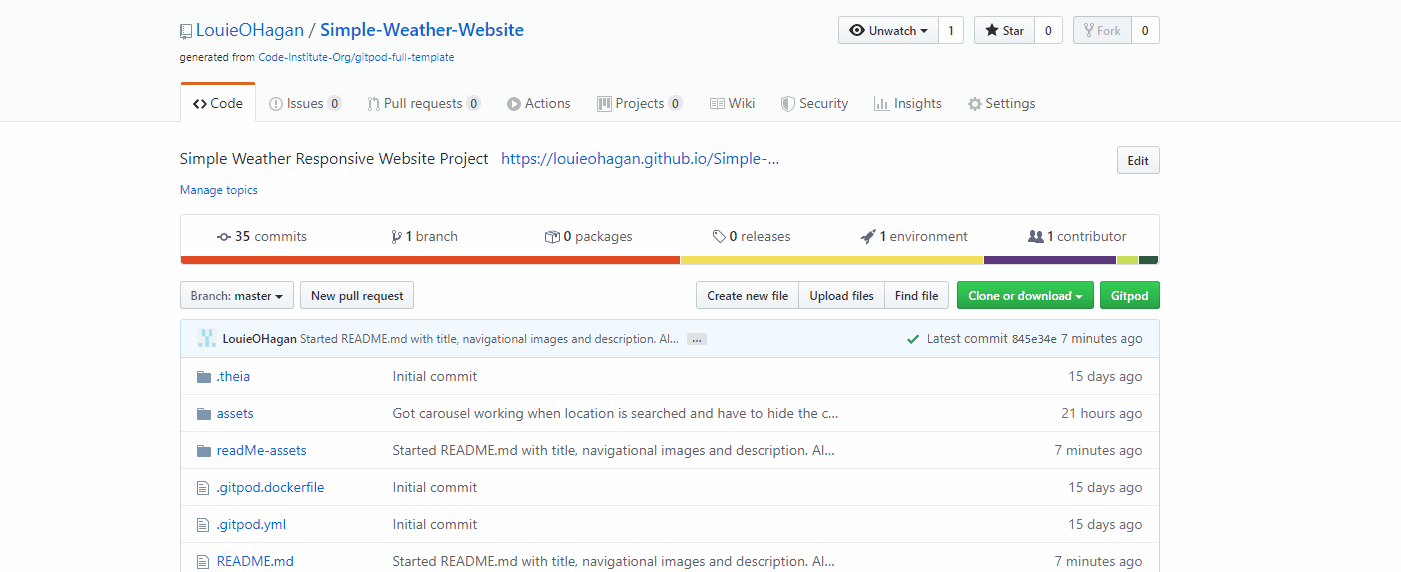 LouieOHagan / Simple-Weather-Website
Unwatch 1 Star 0 Fork 0
generated from Code-Institute-Org/gitpod-full-template
Code Issues 0 Pull requests 0 Actions Projects 0 Wiki Security Insights Settings
Simple Weather Responsive Website Project https://louieohagan.github.io/Simple-...
Edit
Manage topics
35 commits 1 branch 0 packages 0 releases 1 environment 1 contributor
Branch: master New pull request Create new file Upload files Find file Clone or download Gitpod
LouieOHagan Started README.md with title, navigational images and description. Al... ... Latest commit 845e34e 7 minutes ago
.theia Initial commit 15 days ago
assets Got carousel working when location is searched and have to hide the c... 21 hours ago
readMe-assets Started README.md with title, navigational images and description. Al... 7 minutes ago
.gitpod.dockerfile Initial commit 15 days ago
.gitpod.yml Initial commit 15 days ago
README.md Started README.md with title, navigational images and description. Al... 7 minutes ago